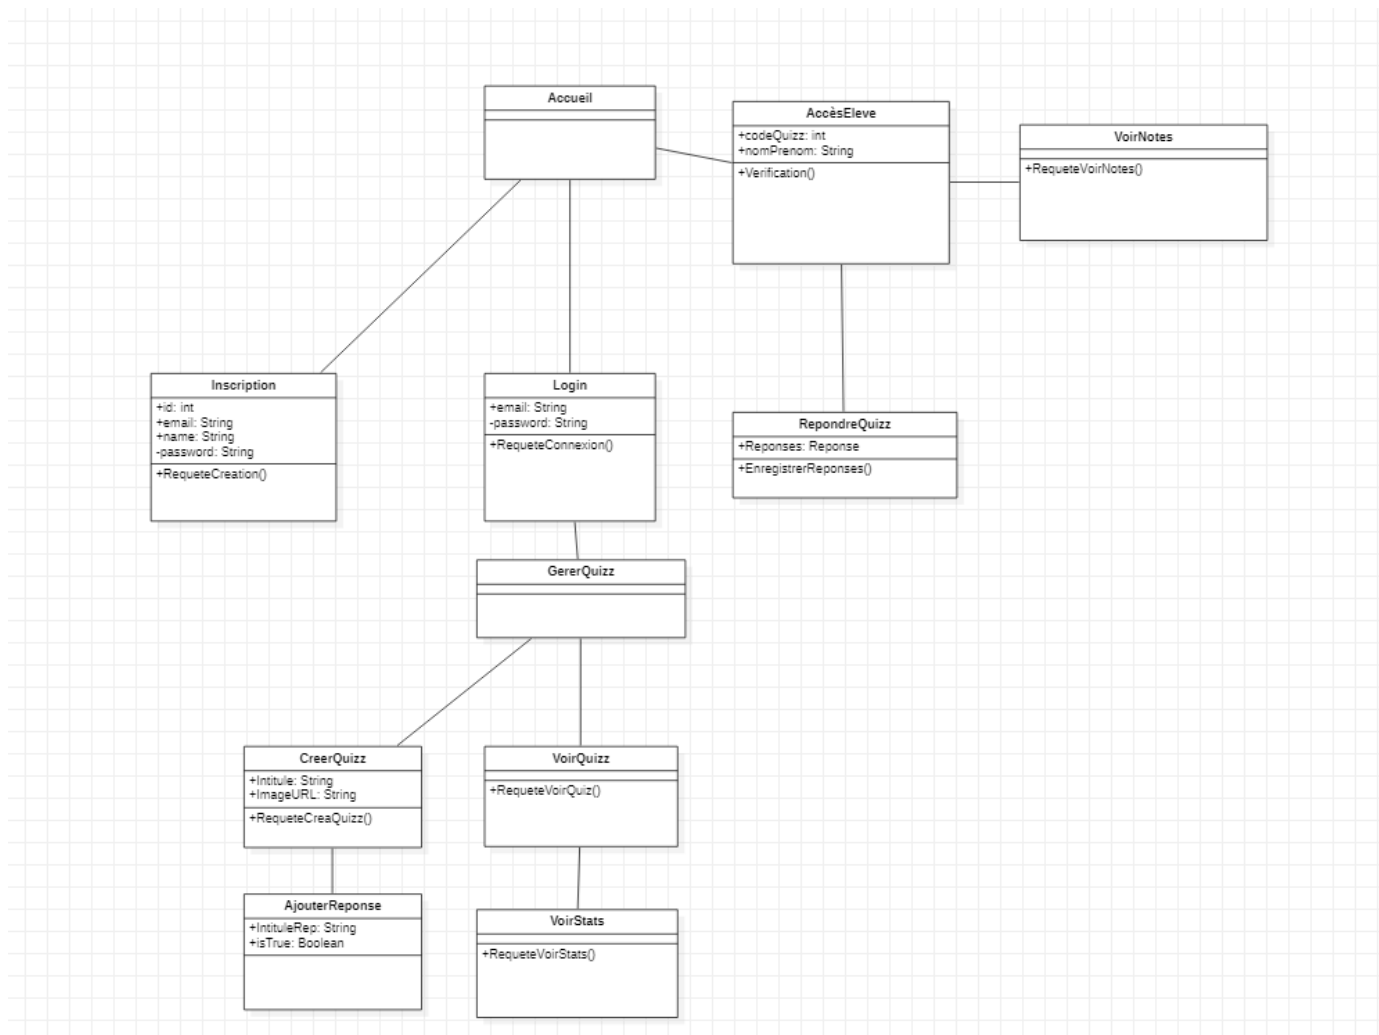 Accueil
AccèsEleve
+codeQuizz: int
+nomPrenom: String
+Verification()
VoirNotes
+RequeteVoirNotes()
Inscription
+id: int
+email: String
+name: String
-password: String
+RequeteCreation()
Login
+email: String
-password: String
+RequeteConnexion()
RepondreQuizz
+Reponses: Reponse
+EnregistrerReponses()
GererQuizz
CreerQuizz
+Intitule: String
+ImageURL: String
+RequeteCreaQuizz()
VoirQuizz
+RequeteVoirQuiz()
AjouterReponse
+IntituleRep: String
+isTrue: Boolean
VoirStats
+RequeteVoirStats()